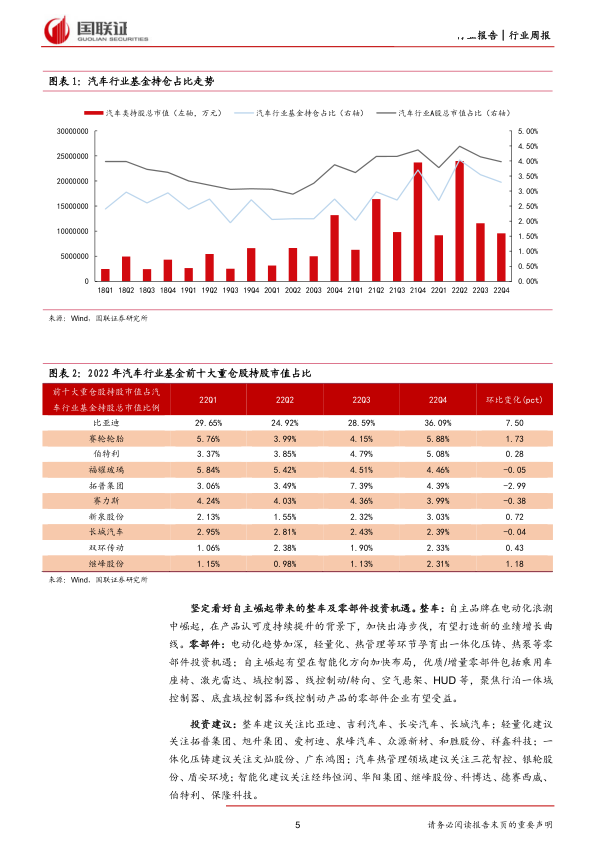 国联证
GUOLIAN SECURITIES
行业报告│行业周报
图表 1：汽车行业基金持仓占比走势
汽车类持股总市值（左轴，万元） 汽车行业基金持仓占比（右轴） 汽车行业A股总市值占比（右轴）
30000000 5.00%
4.50%
25000000 4.00%
20000000 3.50%
3.00%
15000000 2.50%
2.00%
10000000 1.50%
5000000 1.00%
0.50%
0 0.00%
18Q1 18Q2 18Q3 18Q4 19Q1 19Q2 19Q3 19Q4 20Q1 20Q2 20Q3 20Q4 21Q1 21Q2 21Q3 21Q4 22Q1 22Q2 22Q3 22Q4
来源：Wind，国联证券研究所
图表 2：2022 年汽车行业基金前十大重仓股持股市值占比
前十大重仓股持股市值占汽
车行业基金持股总市值比例 22Q1 22Q2 22Q3 22Q4 环比变化(pct)
比亚迪 29.65% 24.92% 28.59% 36.09% 7.50
赛轮轮胎 5.76% 3.99% 4.15% 5.88% 1.73
伯特利 3.37% 3.85% 4.79% 5.08% 0.28
福耀玻璃 5.84% 5.42% 4.51% 4.46% -0.05
拓普集团 3.06% 3.49% 7.39% 4.39% -2.99
赛力斯 4.24% 4.03% 4.36% 3.99% -0.38
新泉股份 2.13% 1.55% 2.32% 3.03% 0.72
长城汽车 2.95% 2.81% 2.43% 2.39% -0.04
双环传动 1.06% 2.38% 1.90% 2.33% 0.43
继峰股份 1.15% 0.98% 1.13% 2.31% 1.18
来源：Wind，国联证券研究所
坚定看好自主崛起带来的整车及零部件投资机遇。整车：自主品牌在电动化浪潮
中崛起，在产品认可度持续提升的背景下，加快出海步伐，有望打造新的业绩增长曲
线。零部件：电动化趋势加深，轻量化、热管理等环节孕育出一体化压铸、热泵等零
部件投资机遇；自主崛起有望在智能化方向加快布局，优质/增量零部件包括乘用车
座椅、激光雷达、域控制器、线控制动/转向、空气悬架、HUD 等，聚焦行泊一体域
控制器、底盘域控制器和线控制动产品的零部件企业有望受益。
投资建议：整车建议关注比亚迪、吉利汽车、长安汽车、长城汽车；轻量化建议
关注拓普集团、旭升集团、爱柯迪、泉峰汽车、众源新材、和胜股份、祥鑫科技；一
体化压铸建议关注文灿股份、广东鸿图；汽车热管理领域建议关注三花智控、银轮股
份、盾安环境；智能化建议关注经纬恒润、华阳集团、继峰股份、科博达、德赛西威、
伯特利、保隆科技。
5 请务必阅读报告末页的重要声明